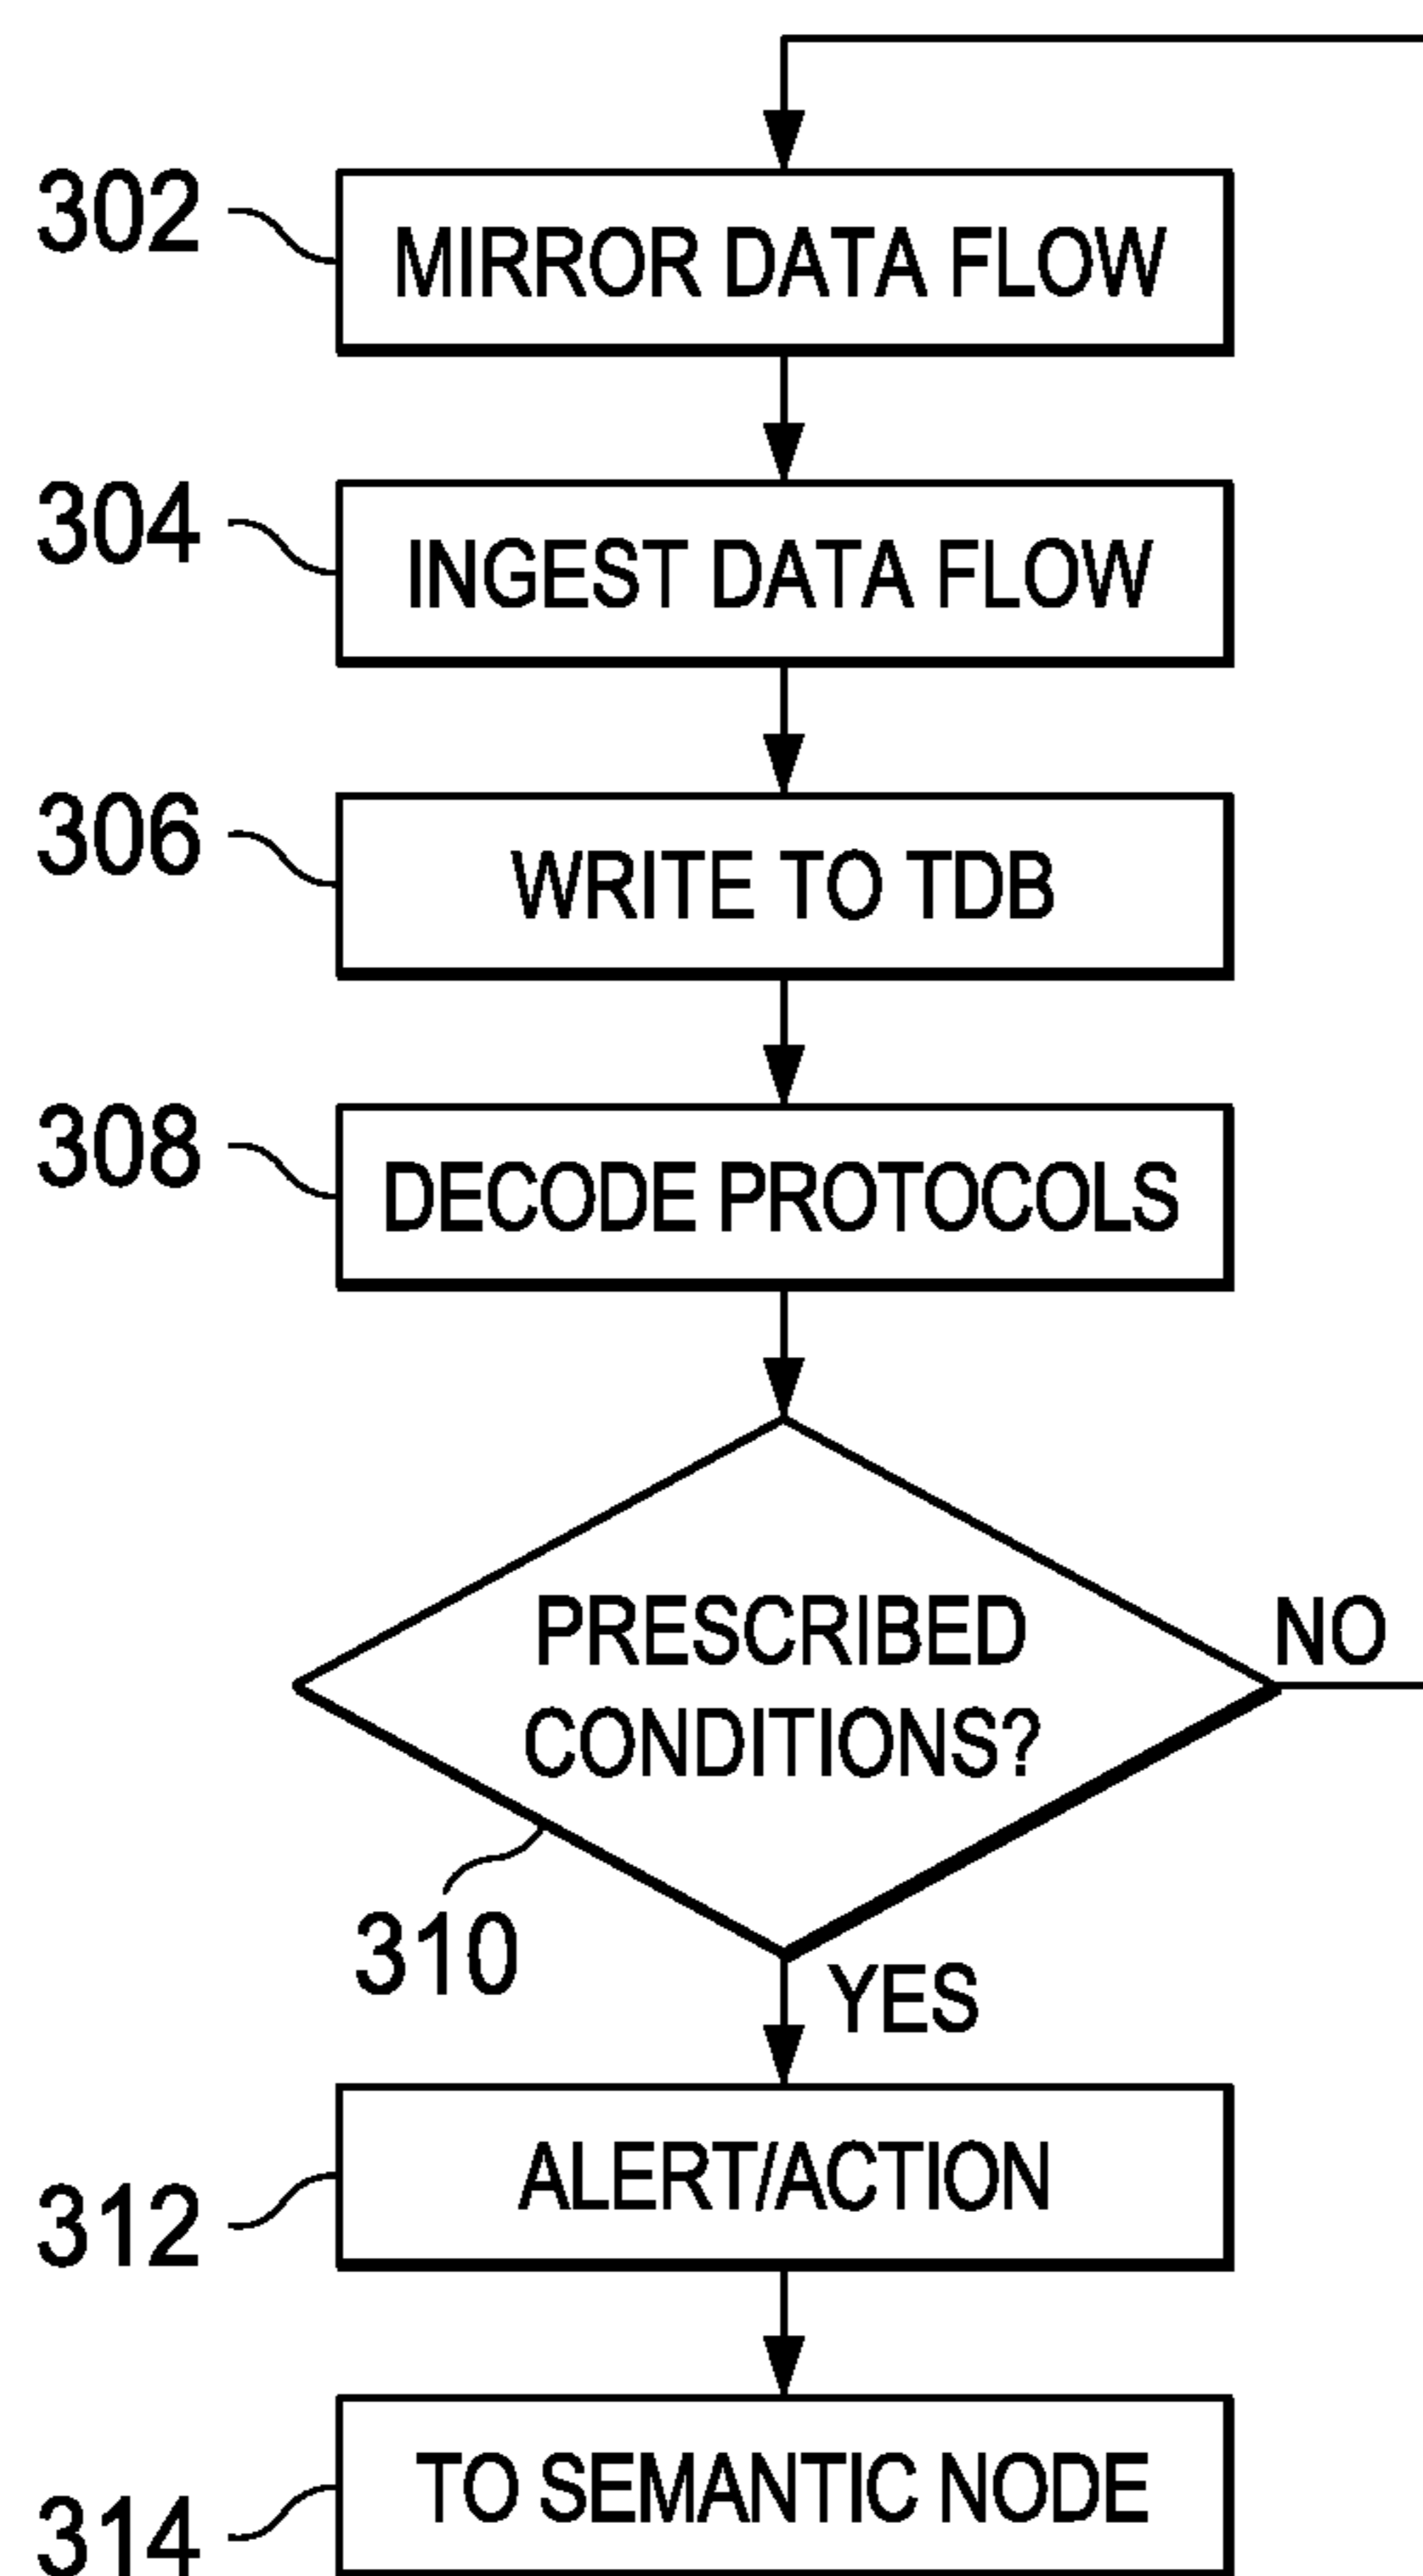 302
MIRROR DATA FLOW
304
INGEST DATA FLOW
306
WRITE TO TDB
308
DECODE PROTOCOLS
PRESCRIBED
CONDITIONS?
NO
310
YES
312
ALERT/ACTION
314
TO SEMANTIC NODE